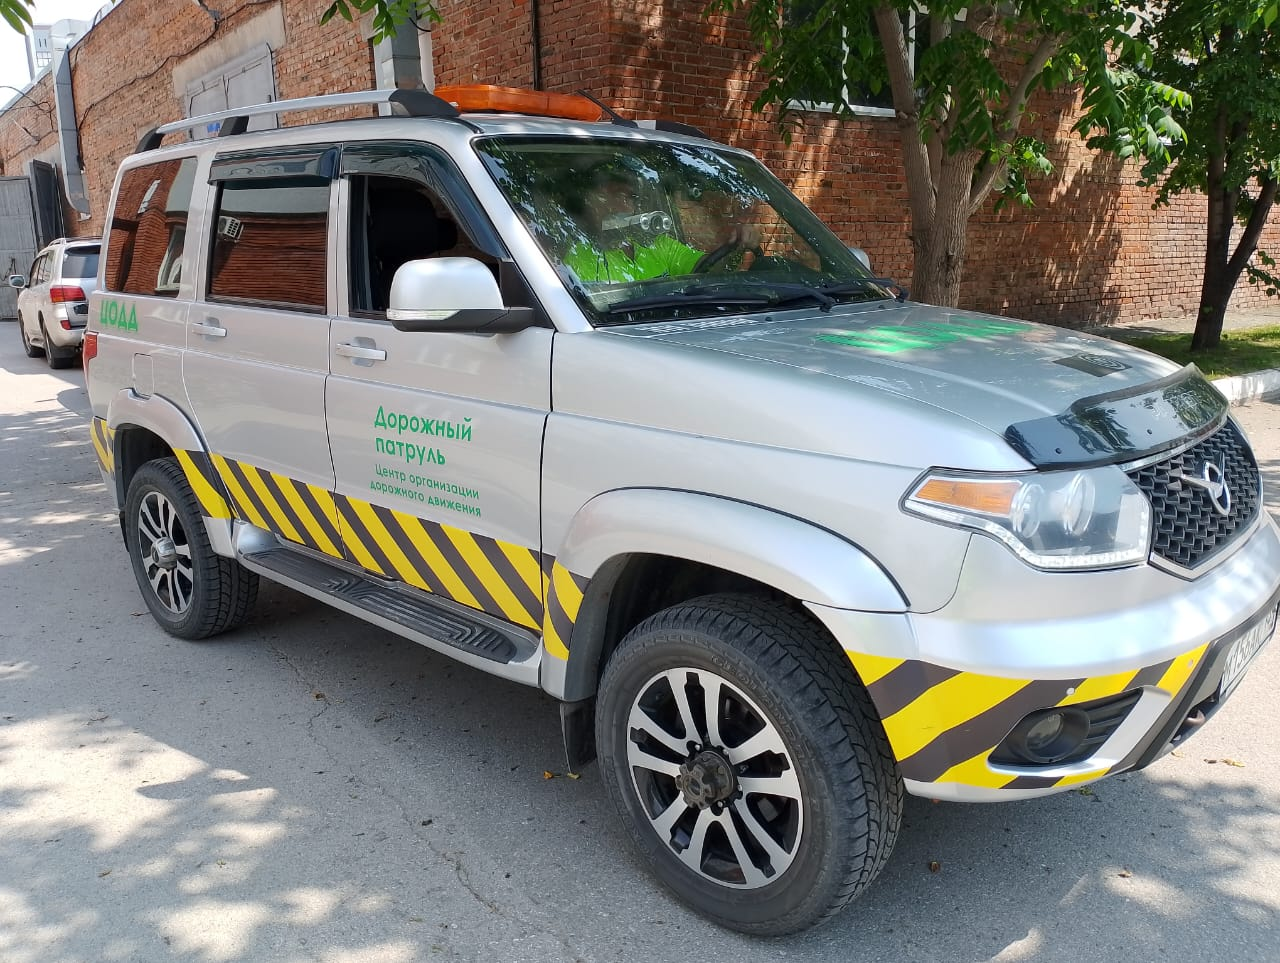 ЦОДД
Дорожный
патруль
Центр организации
дорожного движения